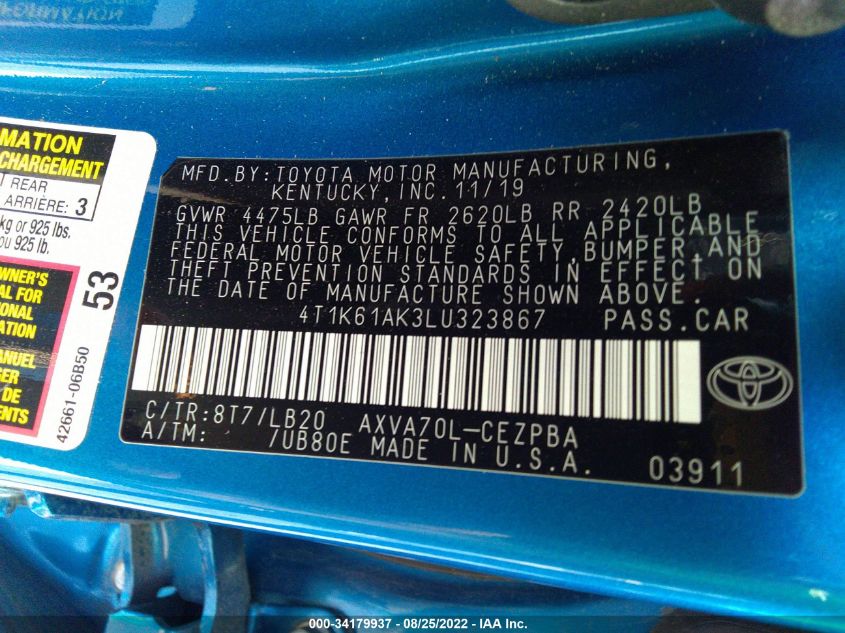 MATION
CHARGEMENT
REAR
ARRIÈRE: 3
kg or 925 lbs.
ou 925 lb.
OWNER'S
AL FOR
IONAL
ATION
ANUEL
GER
DE
ENTS
53
42661-06B50
MFD.BY:TOYOTA MOTOR MANUFACTURING,
KENTUCKY,INC.11/19
GVWR 4475LB GAWR FR 2620LB RR 2420LB
THIS VEHICLE CONFORMS TO ALL APPLICABLE
FEDERAL MOTOR VEHICLE SAFETY,BUMPER,AND
THEFT PREVENTION STANDARDS IN EFFECT ON
THE DATE OF MANUFACTURE SHOWN ABOVE.
4T1K61AK3LU323867 PASS.CAR
C/TR:8T7/LB20 AXVA70L-CEZPBA
A/TM: /UB80E MADE IN U.S.A. 03911
TOYOTA
000-34179937 - 08/25/2022 - IAA Inc.